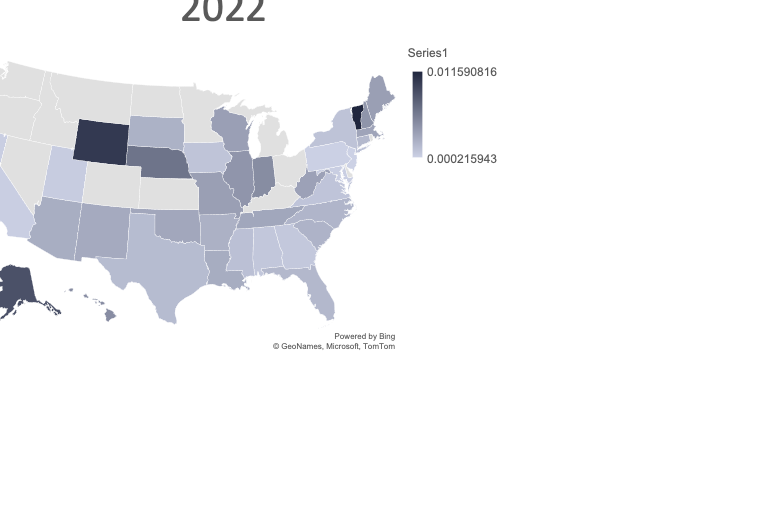 2022
Series1
0.011590816
0.000215943
Powered by Bing
© GeoNames, Microsoft, TomTom